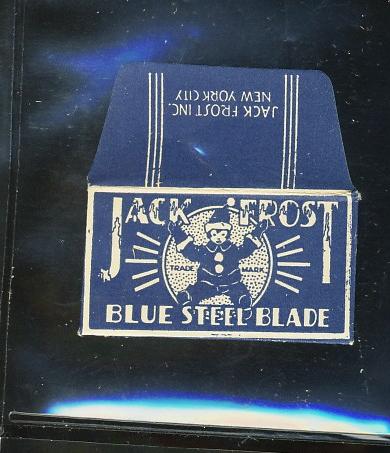 JACK FROST INC.
NEW YORK CITY
JACK FROST
TRADE MARK
BLUE STEEL BLADE